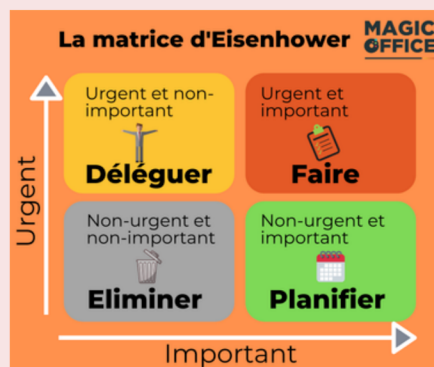 La matrice d'Eisenhower
MAGIC
OFFICE
Urgent et non-
important
Déléguer
Urgent et
important
Faire
Non-urgent et
non-important
Eliminer
Non-urgent et
important
Planifier
Urgent
Important